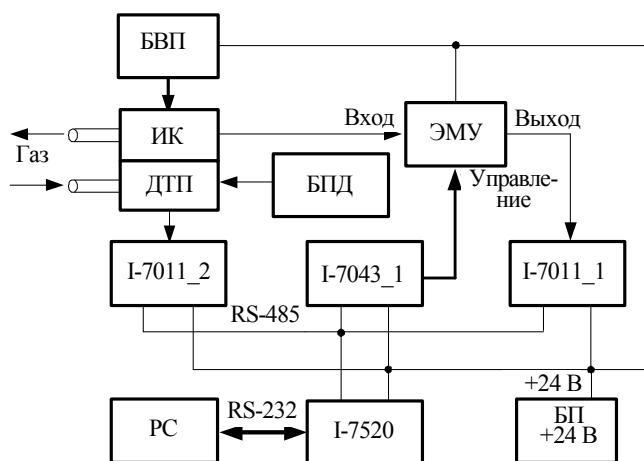 БВП
Газ
ИК
Вход
ЭМУ
Выход
ДТП
БПД
Управле-
ние
I-7011_2
I-7043_1
I-7011_1
RS-485
+24 В
РС
RS-232
I-7520
БП
+24 В